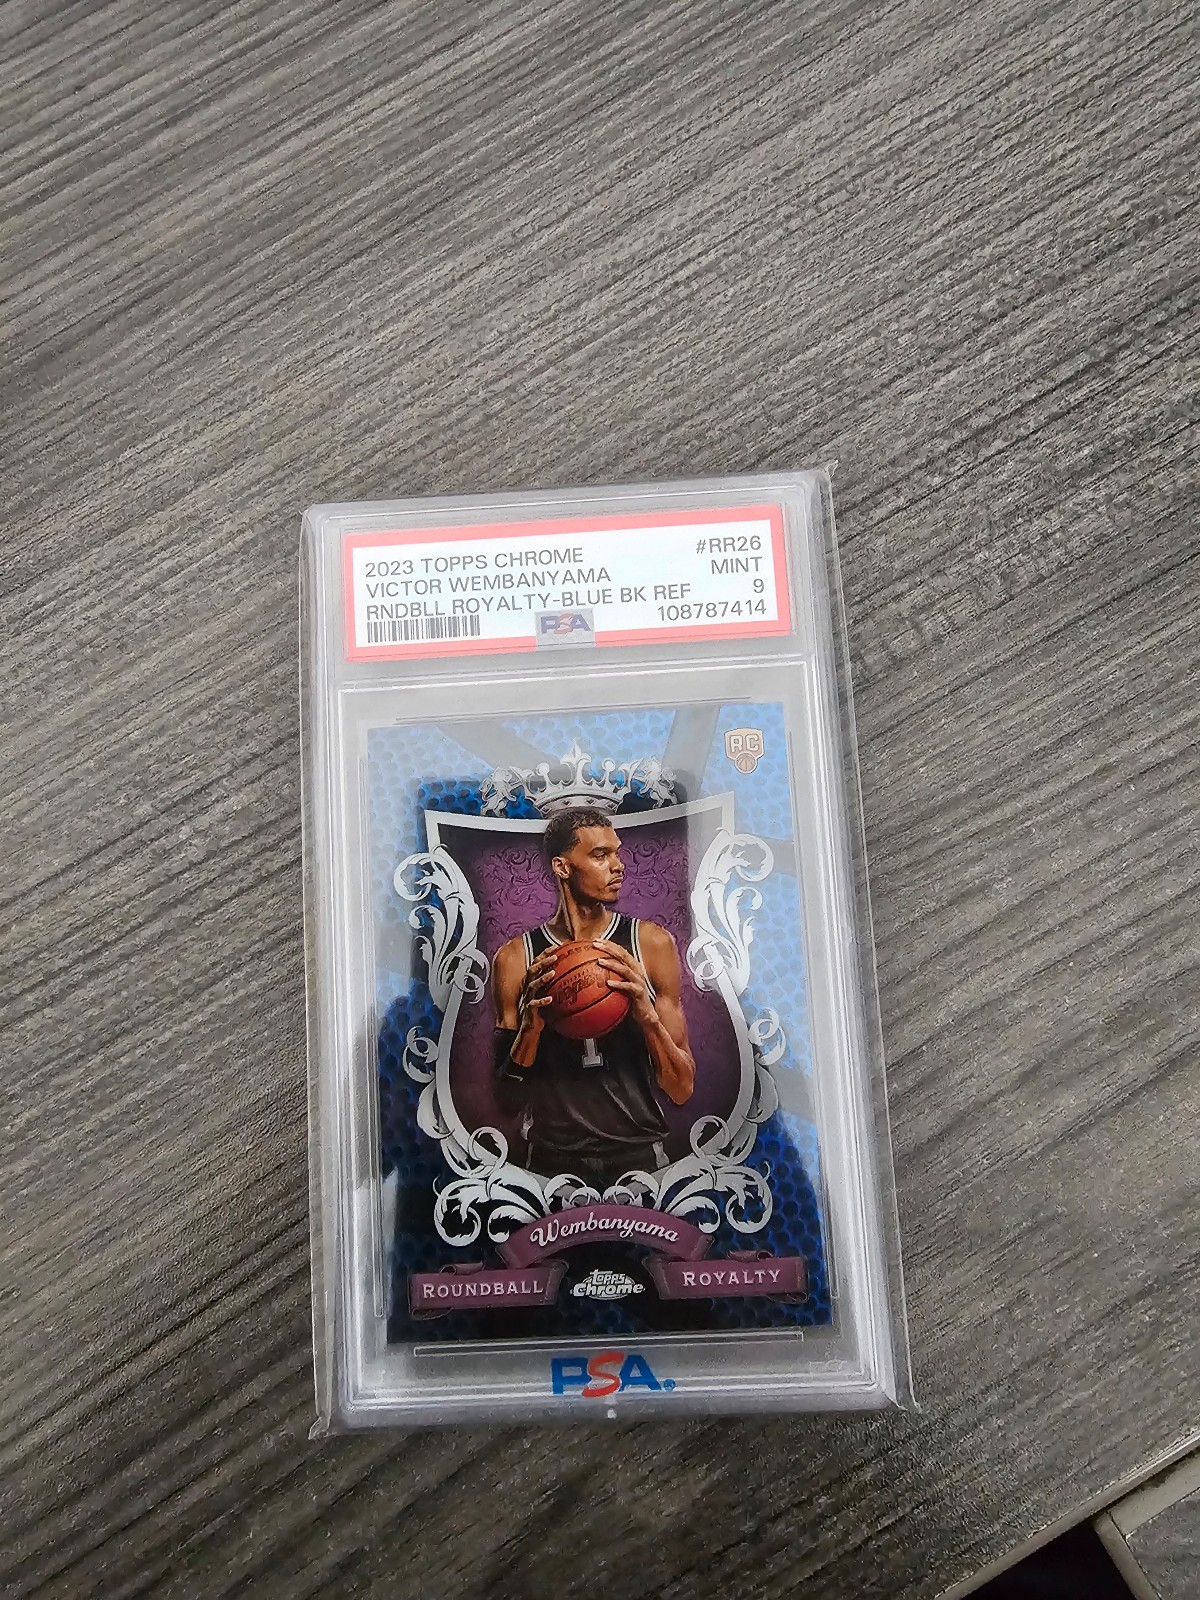 2023 TOPPS CHROME #RR26
VICTOR WEMBANYAMA MINT
RNDBLL ROYALTY-BLUE BK REF 9
108787414
PSA
RC
1
Wembanyama
ROUNDBALL
Topps
Chrome
ROYALTY
PSA®